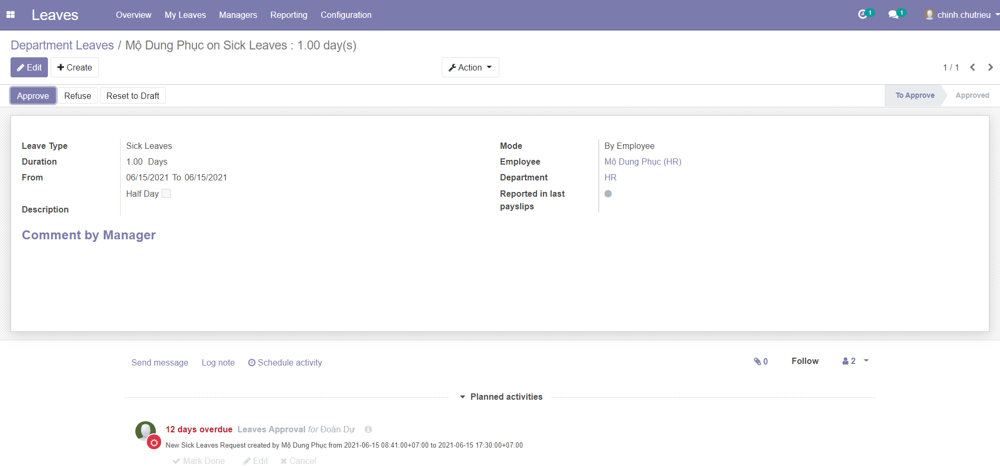 Leaves Overview My Leaves Managers Reporting Configuration 1 1 chinh.chutrieu
Department Leaves / Mộ Dung Phục on Sick Leaves : 1.00 day(s)
Edit Create Action 1 / 1
Approve Refuse Reset to Draft To Approve Approved
Leave Type Sick Leaves
Duration 1.00 Days
From 06/15/2021 To 06/15/2021
Half Day
Description
Mode By Employee
Employee Mộ Dung Phục (HR)
Department HR
Reported in last
payslips
Comment by Manager
Send message Log note Schedule activity 0 Follow 2
Planned activities
12 days overdue: Leaves Approval for Đoàn Dự
New Sick Leaves Request created by Mộ Dung Phục from 2021-06-15 08:41:00+07:00 to 2021-06-15 17:30:00+07:00
Mark Done Edit Cancel